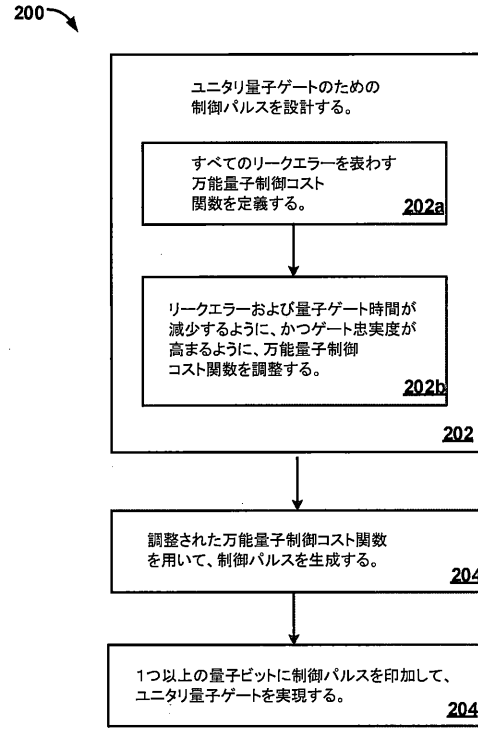 200
ユニタリ量子ゲートのための
制御パルスを設計する。
すべてのリークエラーを表わす
万能量子制御コスト
関数を定義する。
202a
リークエラーおよび量子ゲート時間が
減少するように、かつゲート忠実度が
高まるように、万能量子制御
コスト関数を調整する。
202b
202
調整された万能量子制御コスト関数
を用いて、制御パルスを生成する。
204
1つ以上の量子ビットに制御パルスを印加して、
ユニタリ量子ゲートを実現する。
204